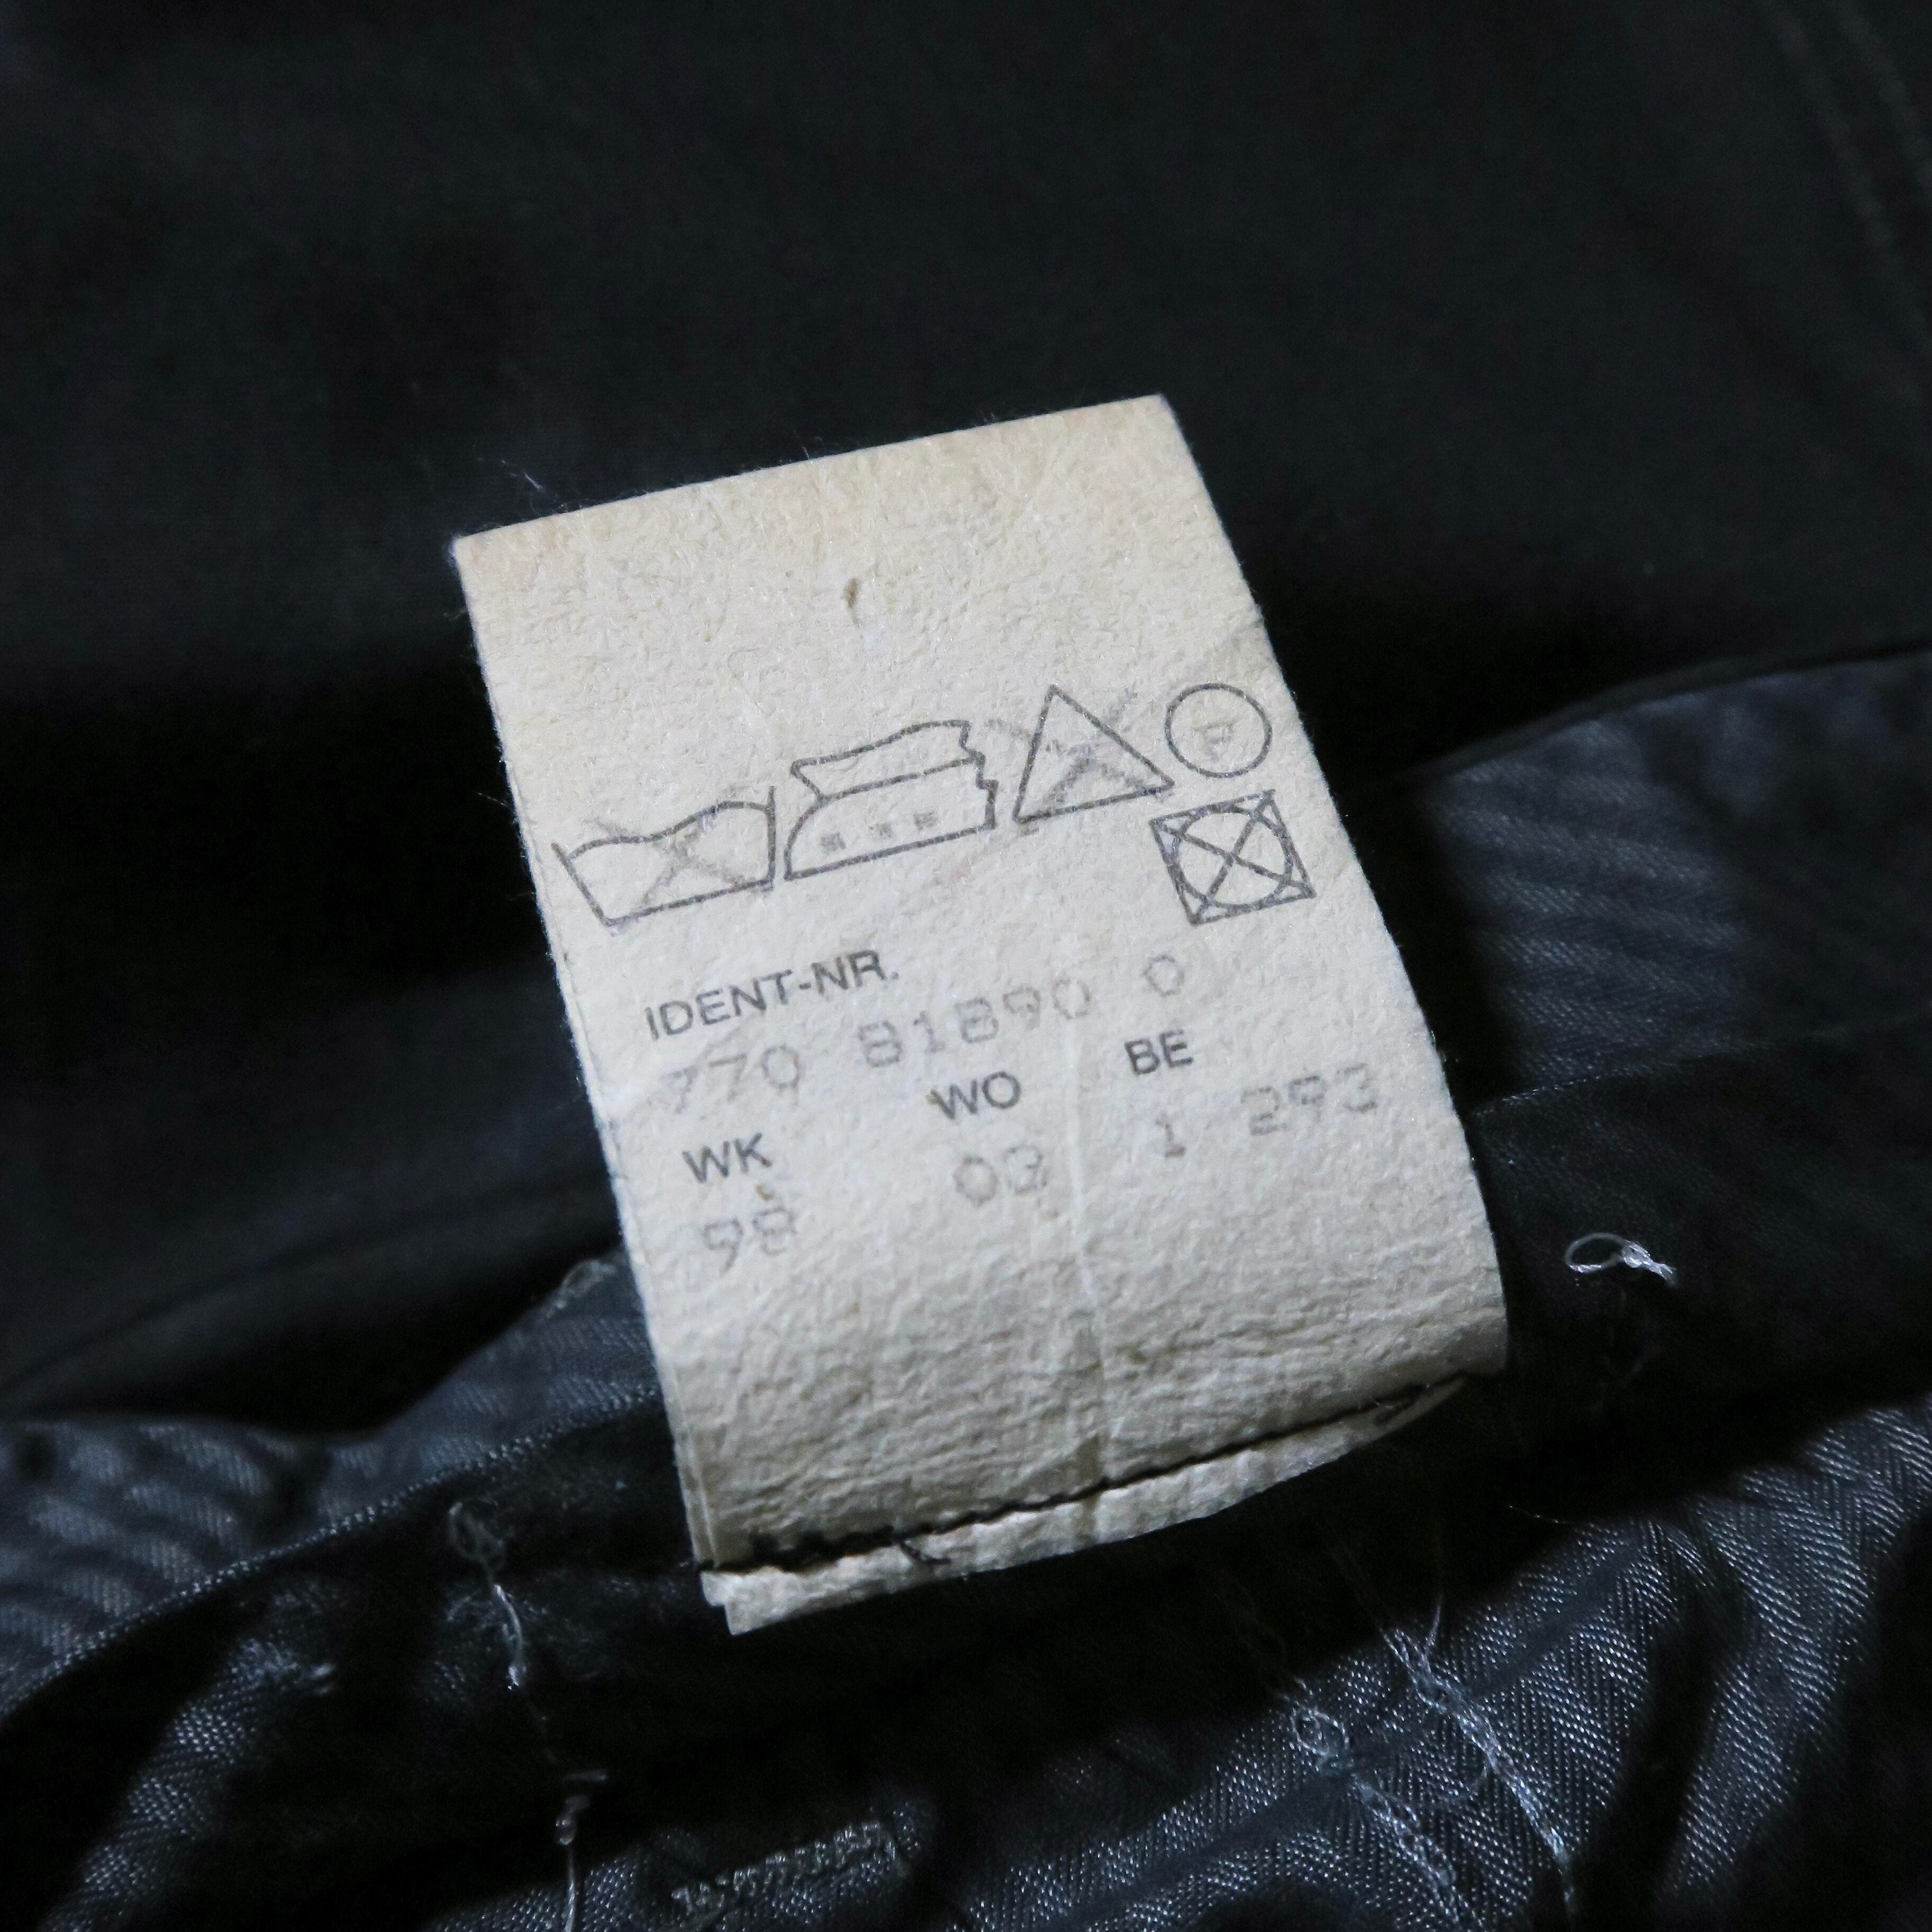 P
IDENT-NR.
770 81890 0
WK WO BE
98 03 1 293